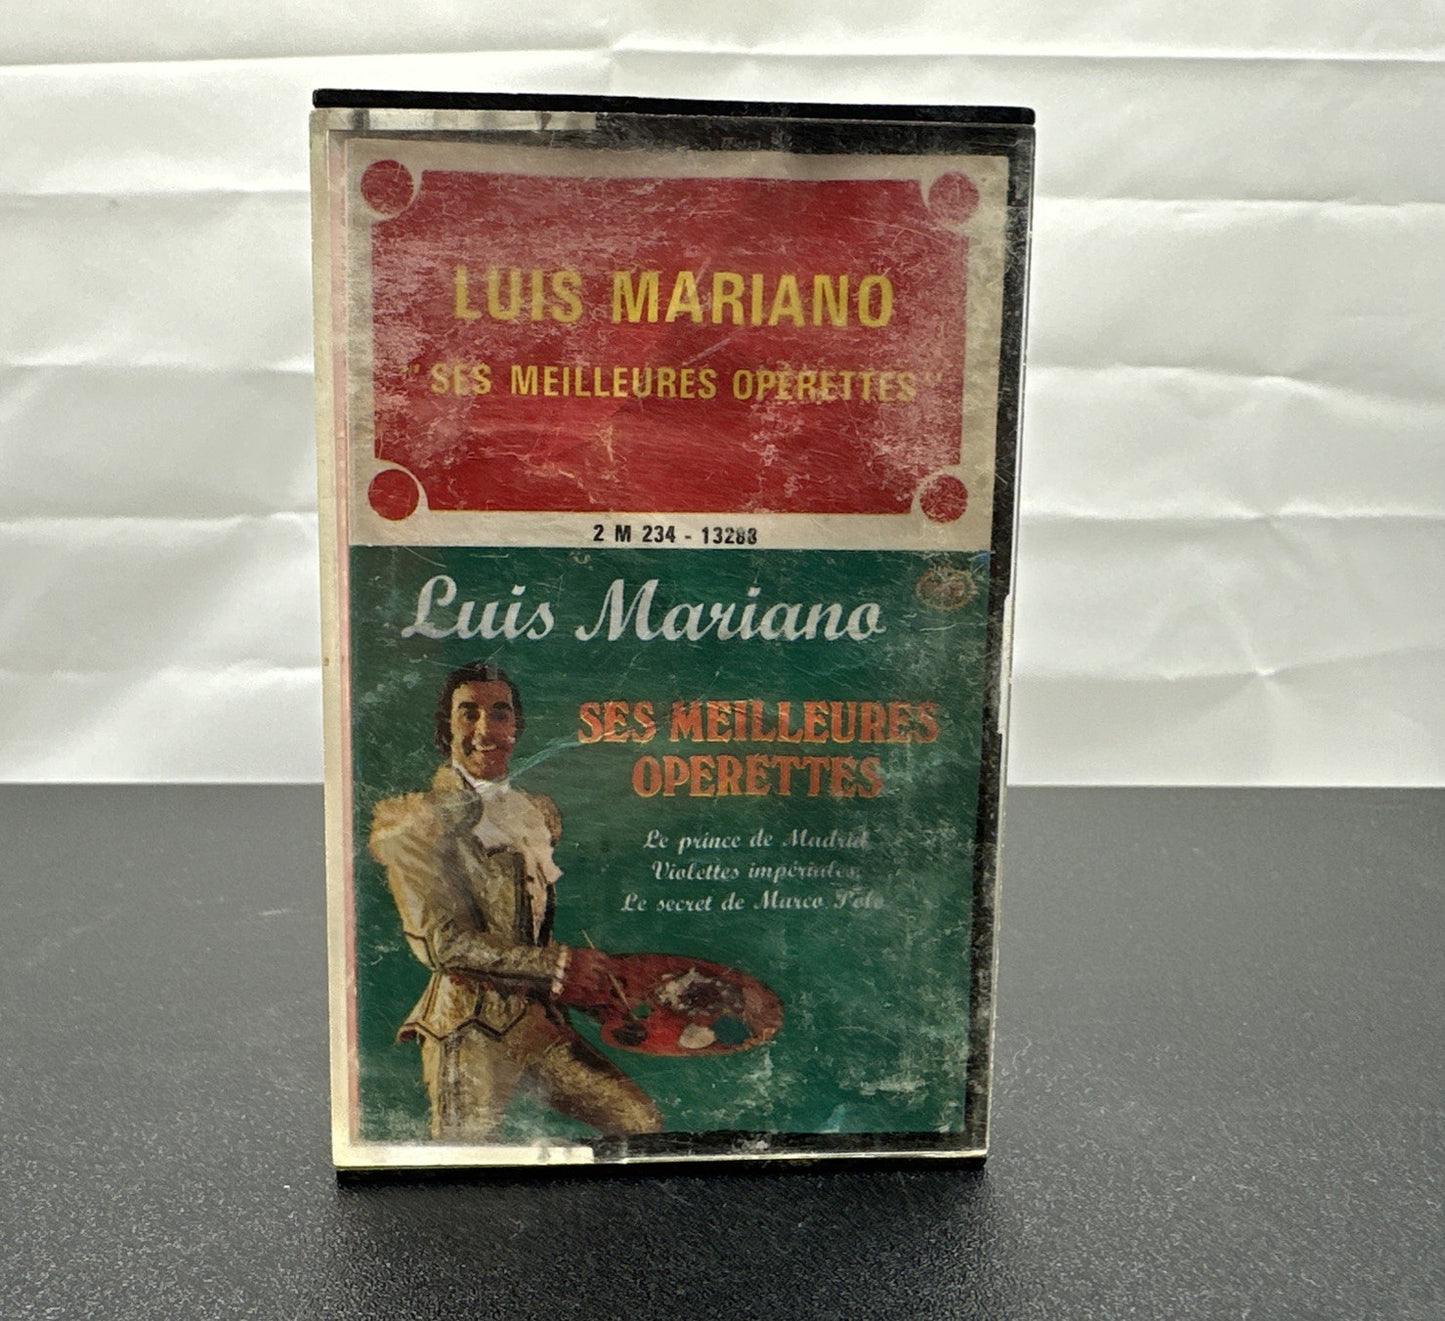 LUIS MARIANO
"SES MEILLEURES OPERETTES"
2 M 234 - 13288
Luis Mariano
SES MEILLEURES
OPERETTES
Le prince de Madrid
Violettes impériales
Le secret de Marco Polo